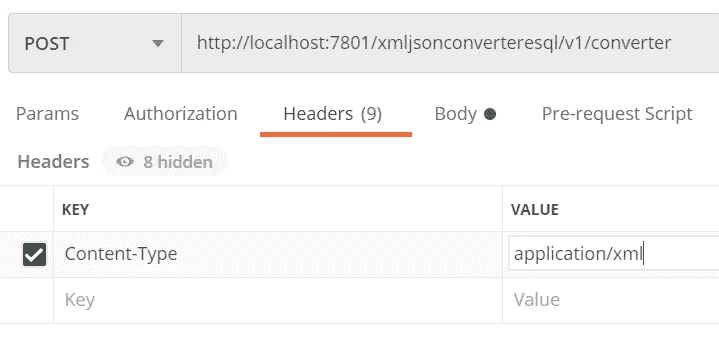 POST http://localhost:7801/xmljsonconverteresql/v1/converter
Params Authorization Headers (9) Body Pre-request Script
Headers 8 hidden
KEY VALUE
Content-Type application/xml
Key Value